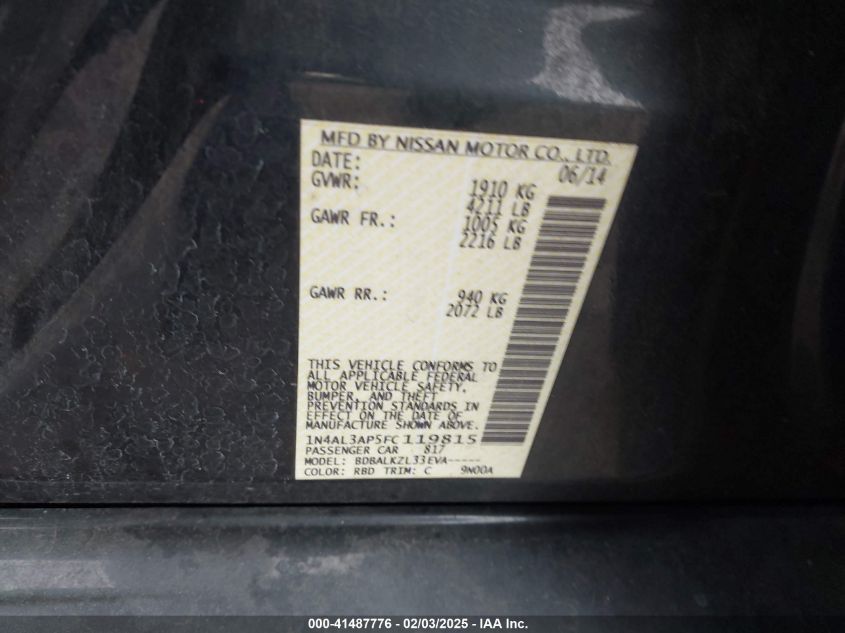 MFD BY NISSAN MOTOR CO., LTD.
DATE: 06/14
GVWR: 1910 KG
4211 LB
GAWR FR.: 1005 KG
2216 LB
GAWR RR.: 940 KG
2072 LB
THIS VEHICLE CONFORMS TO
ALL APPLICABLE FEDERAL
MOTOR VEHICLE SAFETY,
BUMPER, AND THEFT
PREVENTION STANDARDS IN
EFFECT ON THE DATE OF
MANUFACTURE SHOWN ABOVE.
1N4AL3AP5FC119815
PASSENGER CAR 817
MODEL: BDBALKZL33EVA-----
COLOR: RBD TRIM: C 9N00A
000-41487776 - 02/03/2025 - IAA Inc.